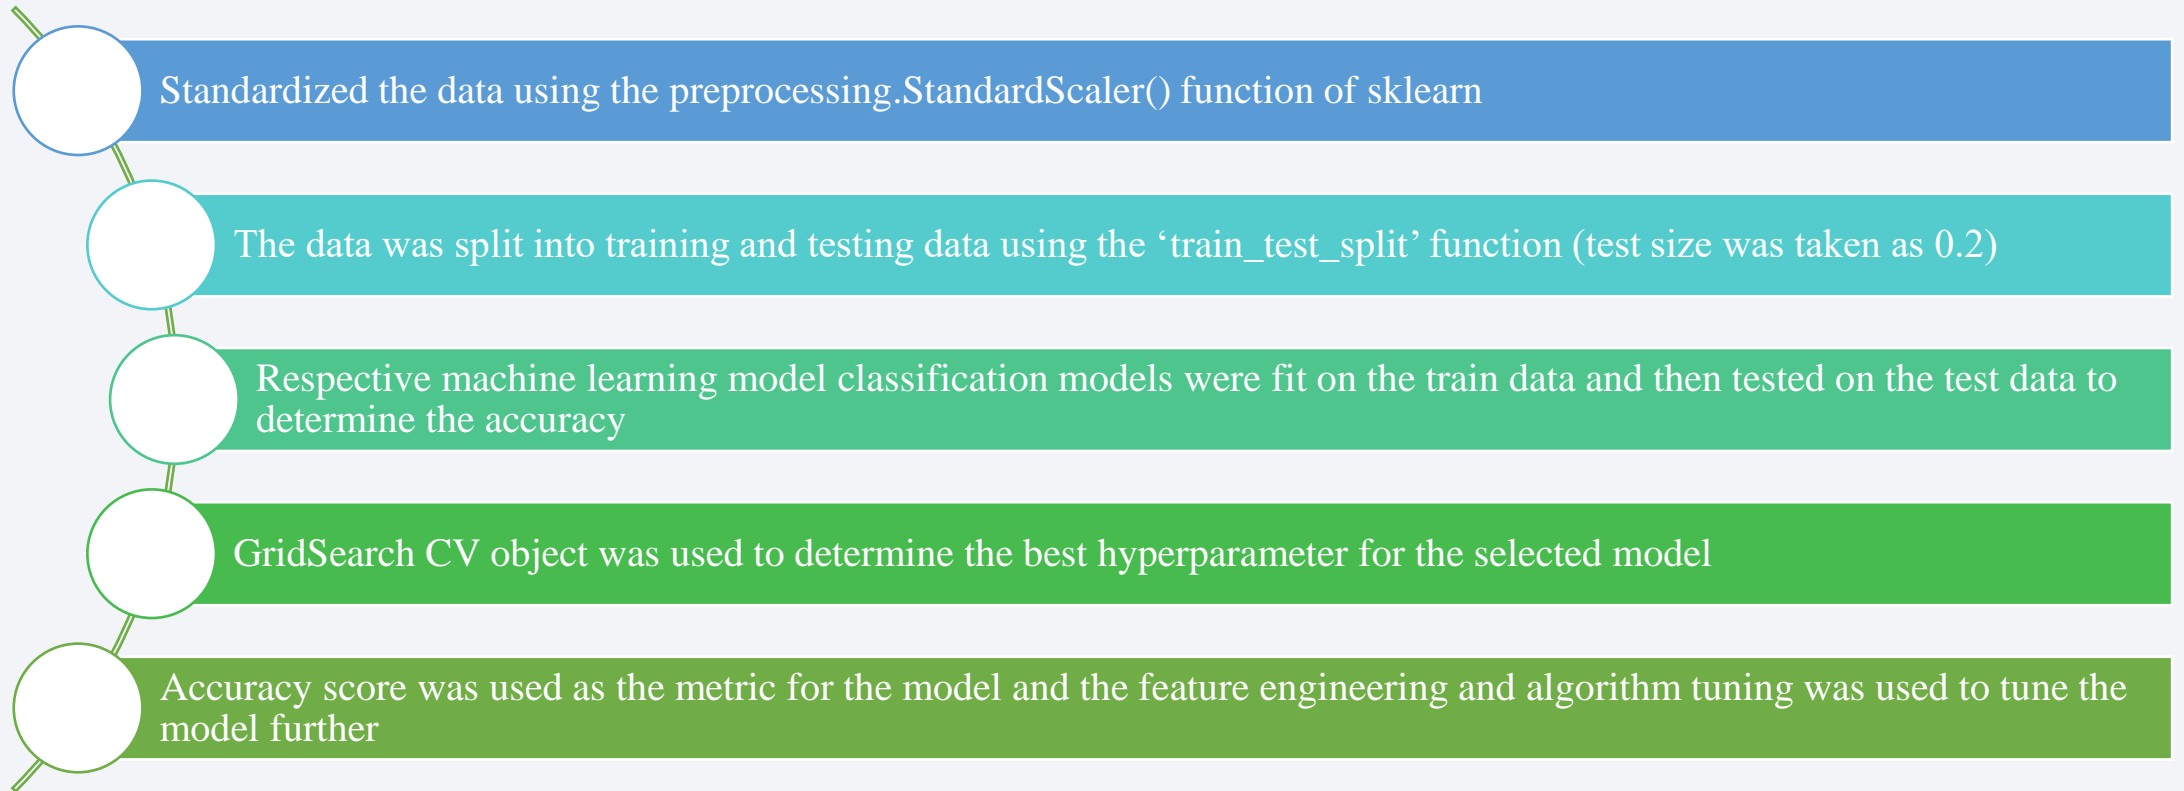 Standardized the data using the preprocessing.StandardScaler() function of sklearn
The data was split into training and testing data using the ‘train_test_split’ function (test size was taken as 0.2)
Respective machine learning model classification models were fit on the train data and then tested on the test data to
determine the accuracy
GridSearch CV object was used to determine the best hyperparameter for the selected model
Accuracy score was used as the metric for the model and the feature engineering and algorithm tuning was used to tune the
model further